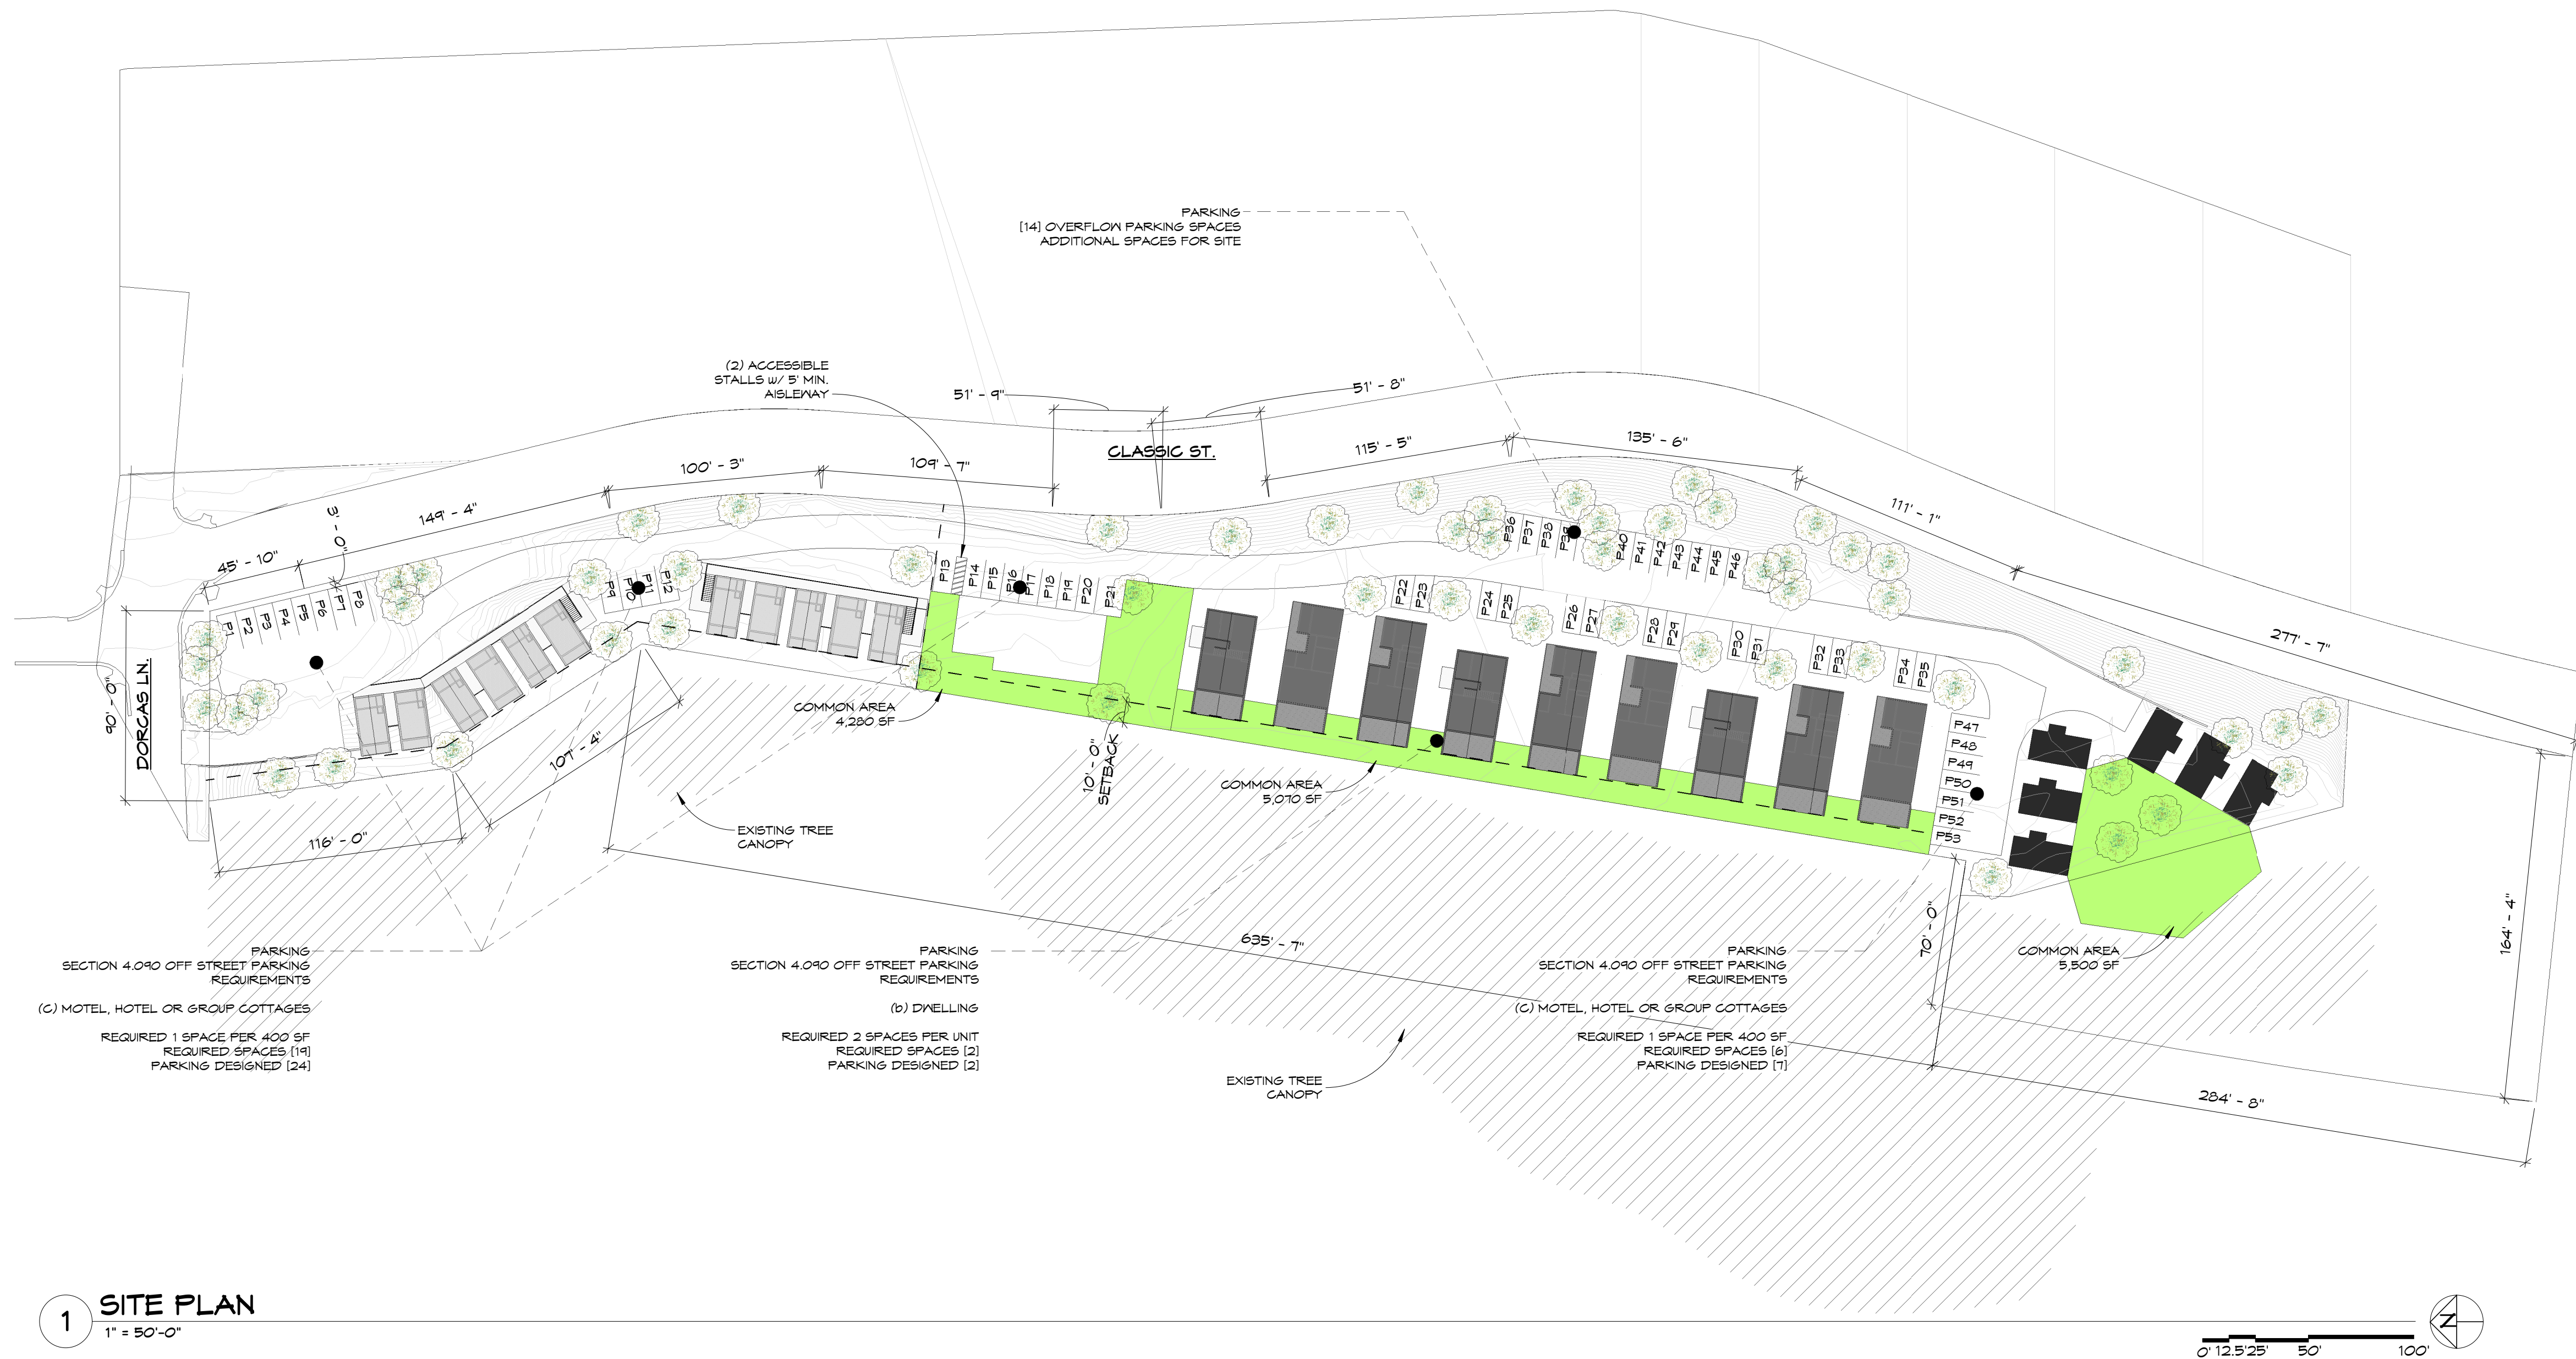 PARKING
[14] OVERFLOW PARKING SPACES
ADDITIONAL SPACES FOR SITE
(2) ACCESSIBLE
STALLS w/ 5' MIN.
AISLEWAY
51' - 9"
51' - 8"
CLASSIC ST.
45' - 10"
3' - 0"
149' - 4"
100' - 3"
109' - 7"
115' - 5"
135' - 6"
111' - 1"
277' - 7"
P1
P2
P3
P4
P5
P6
P7
P8
P9
P10
P11
P12
P13
P14
P15
P16
P17
P18
P19
P20
P21
P22
P23
P24
P25
P26
P27
P28
P29
P30
P31
P32
P33
P34
P35
P36
P37
P38
P39
P40
P41
P42
P43
P44
P45
P46
P47
P48
P49
P50
P51
P52
P53
90' - 0"
DORCAS LN.
116' - 0"
107' - 4"
COMMON AREA
4,280 SF
10' - 0"
SETBACK
COMMON AREA
5,070 SF
EXISTING TREE
CANOPY
635' - 7"
70' - 0"
COMMON AREA
5,500 SF
164' - 4"
284' - 8"
PARKING
SECTION 4.090 OFF STREET PARKING
REQUIREMENTS
(C) MOTEL, HOTEL OR GROUP COTTAGES
REQUIRED 1 SPACE PER 400 SF
REQUIRED SPACES [19]
PARKING DESIGNED [24]
PARKING
SECTION 4.090 OFF STREET PARKING
REQUIREMENTS
(b) DWELLING
REQUIRED 2 SPACES PER UNIT
REQUIRED SPACES [2]
PARKING DESIGNED [2]
PARKING
SECTION 4.090 OFF STREET PARKING
REQUIREMENTS
(C) MOTEL, HOTEL OR GROUP COTTAGES
REQUIRED 1 SPACE PER 400 SF
REQUIRED SPACES [6]
PARKING DESIGNED [7]
EXISTING TREE
CANOPY
1
SITE PLAN
1" = 50'-0"
N
0' 12.5' 25' 50' 100'